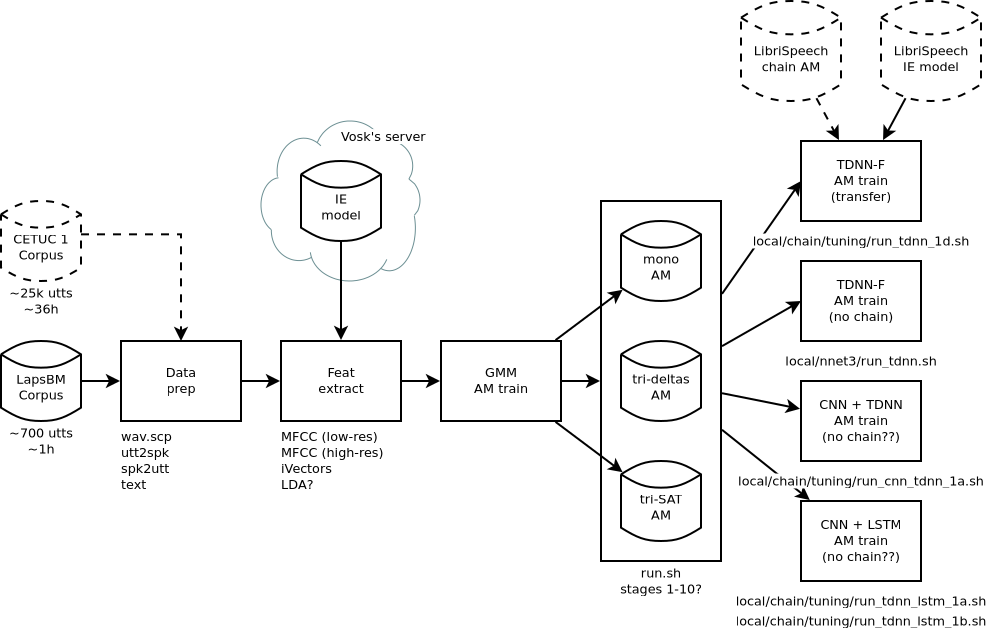 LibriSpeech
chain AM
LibriSpeech
IE model
Vosk's server
IE
model
TDNN-F
AM train
(transfer)
local/chain/tuning/run_tdnn_1d.sh
CETUC 1
Corpus
~25k utts
~36h
mono
AM
TDNN-F
AM train
(no chain)
local/nnet3/run_tdnn.sh
LapsBM
Corpus
~700 utts
~1h
Data
prep
wav.scp
utt2spk
spk2utt
text
Feat
extract
MFCC (low-res)
MFCC (high-res)
iVectors
LDA?
GMM
AM train
tri-deltas
AM
tri-SAT
AM
run.sh
stages 1-10?
CNN + TDNN
AM train
(no chain??)
local/chain/tuning/run_cnn_tdnn_1a.sh
CNN + LSTM
AM train
(no chain??)
local/chain/tuning/run_tdnn_lstm_1a.sh
local/chain/tuning/run_tdnn_lstm_1b.sh